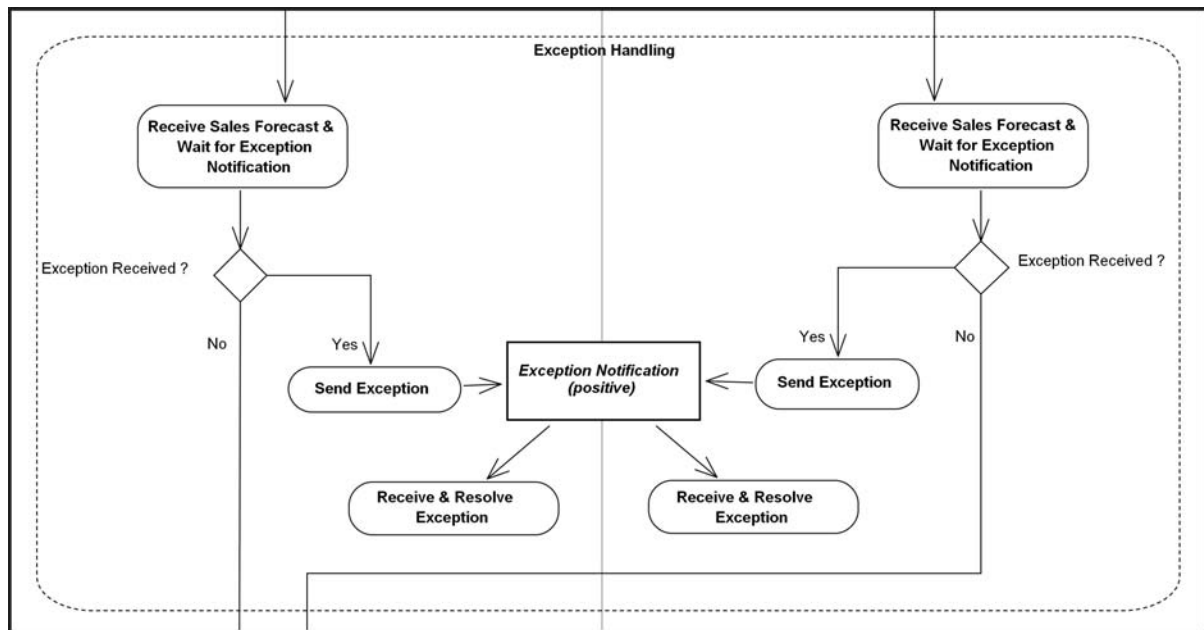 Exception Handling
Receive Sales Forecast &
Wait for Exception
Notification
Receive Sales Forecast &
Wait for Exception
Notification
Exception Received ?
Exception Received ?
No
Yes
Yes
No
Send Exception
Exception Notification
(positive)
Send Exception
Receive & Resolve
Exception
Receive & Resolve
Exception